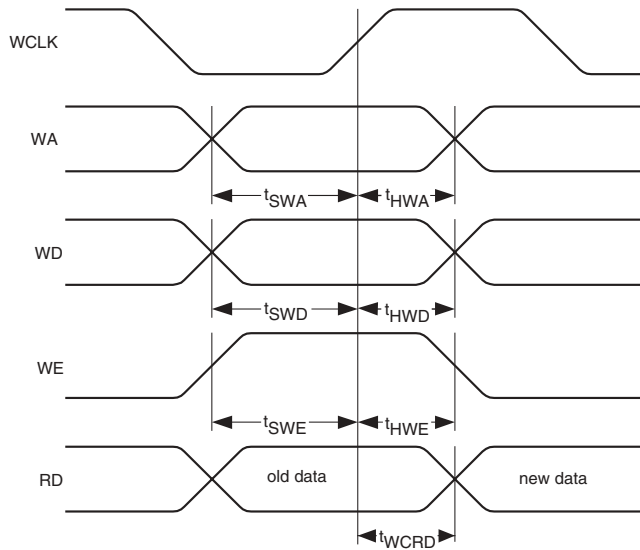 WCLK
WA
tSWA
tHWA
WD
tSWD
tHWD
WE
tSWE
tHWE
RD
old data
new data
tWCRD